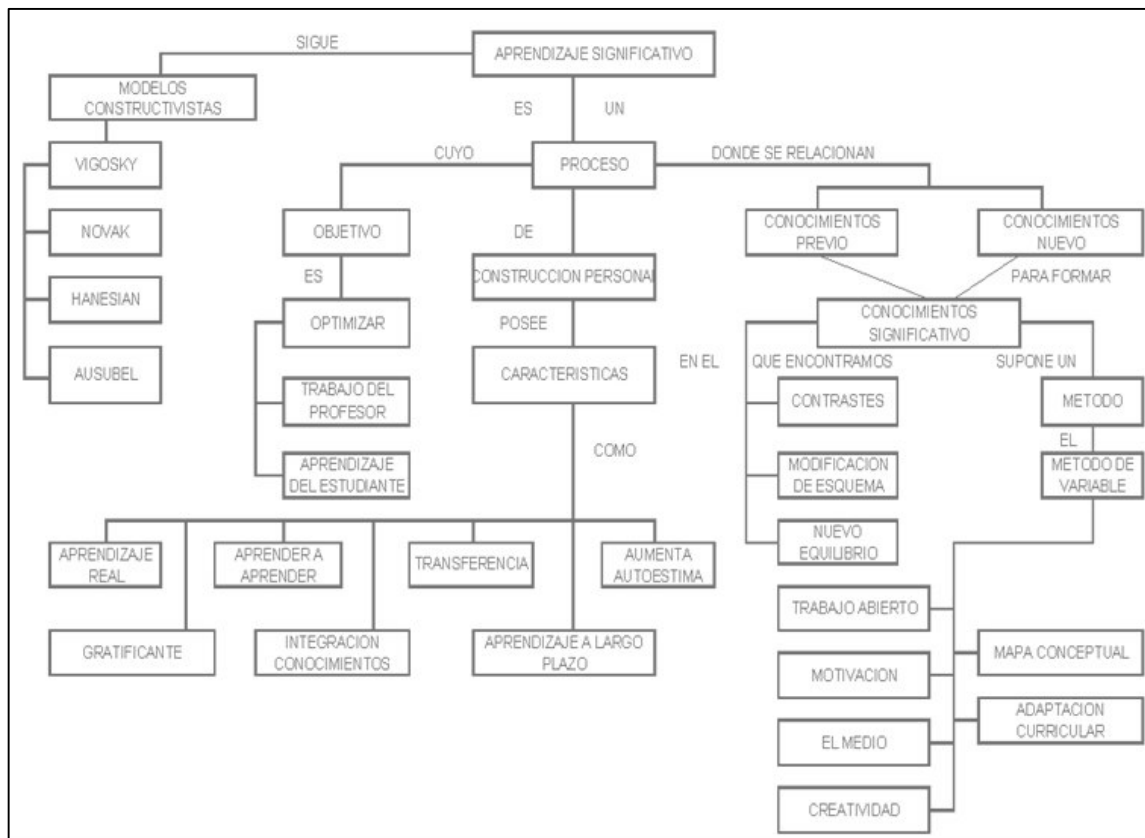 SIGUE
APRENDIZAJE SIGNIFICATIVO
MODELOS
CONSTRUCTIVISTAS
ES
UN
VIGOSKY
CUYO
PROCESO
DONDE SE RELACIONAN
NOVAK
OBJETIVO
DE
CONOCIMIENTOS
PREVIO
CONOCIMIENTOS
NUEVO
HANESIAN
ES
CONSTRUCCION PERSONAL
PARA FORMAR
OPTIMIZAR
POSEE
CONOCIMIENTOS
SIGNIFICATIVO
AUSUBEL
CARACTERISTICAS
EN EL
QUE ENCONTRAMOS
SUPONE UN
TRABAJO DEL
PROFESOR
CONTRASTES
METODO
COMO
EL
APRENDIZAJE
DEL ESTUDIANTE
MODIFICACION
DE ESQUEMA
METODO DE
VARIABLE
NUEVO
EQUILIBRIO
APRENDIZAJE
REAL
APRENDER A
APRENDER
TRANSFERENCIA
AUMENTA
AUTOESTIMA
GRATIFICANTE
INTEGRACION
CONOCIMIENTOS
APRENDIZAJE A LARGO
PLAZO
TRABAJO ABIERTO
MAPA CONCEPTUAL
MOTIVACION
ADAPTACION
CURRICULAR
EL MEDIO
CREATIVIDAD